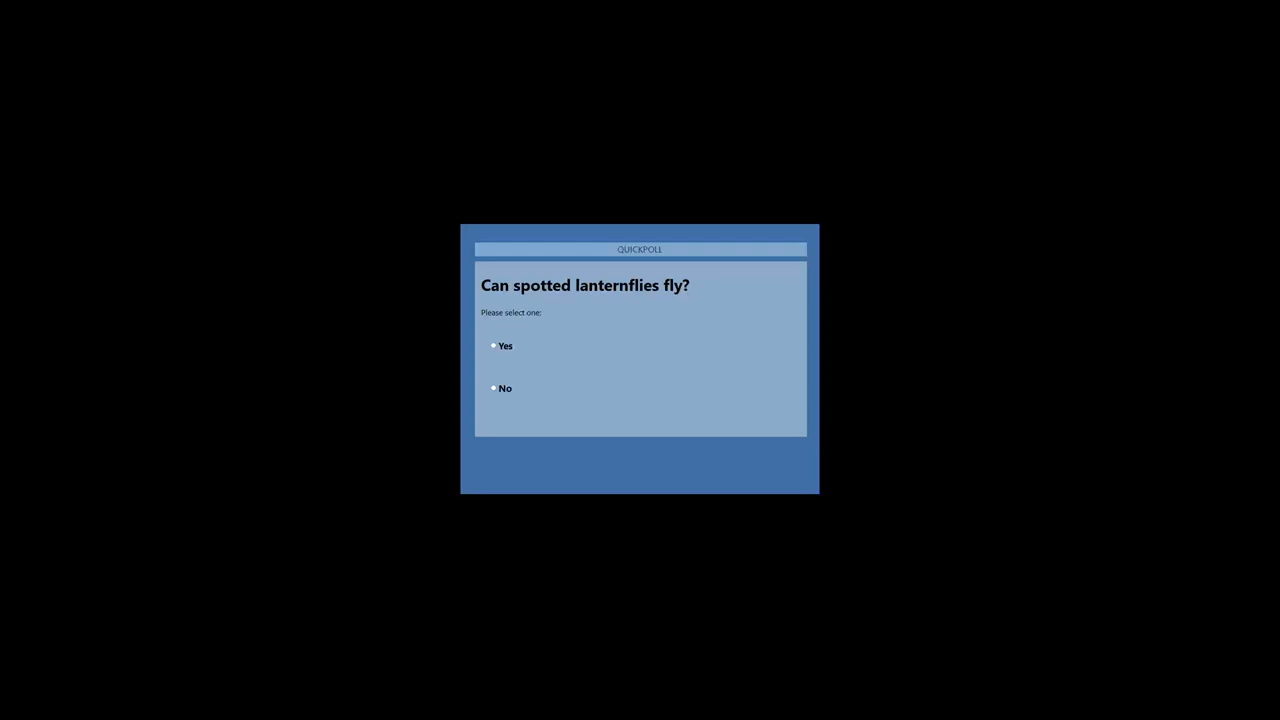 QUICKPOLL
Can spotted lanternflies fly?
Please select one:
Yes
No